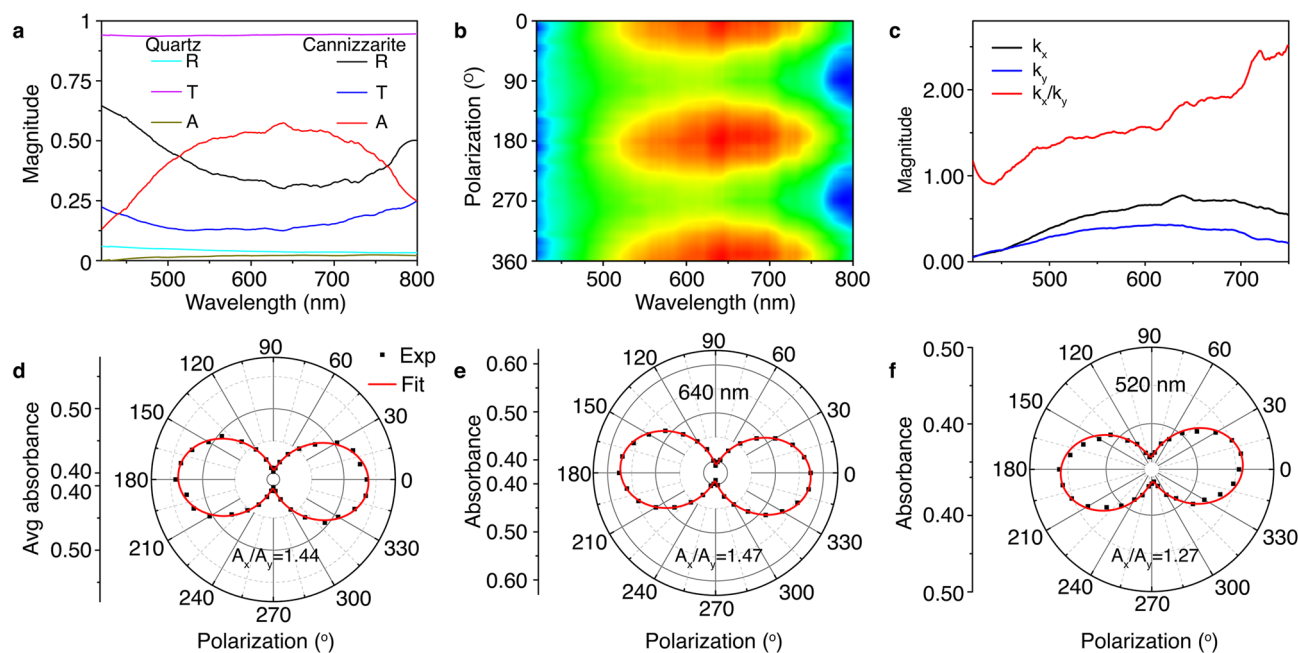 a
Quartz
Cannizzarite
R
R
T
T
A
A
1
0.75
0.50
0.25
0
Magnitude
500
600
700
800
Wavelength (nm)
b
0
90
180
270
360
Polarization (°)
500
600
700
800
Wavelength (nm)
c
kx
ky
kx/ky
2.00
1.00
0.00
Magnitude
500
600
700
d
Exp
Fit
Avg absorbance
0.50
0.40
0.40
0.50
90
120
60
150
30
180
0
210
330
240
300
270
Ax/Ay=1.44
Polarization (°)
e
640 nm
Absorbance
0.60
0.50
0.40
0.40
0.50
0.60
90
120
60
150
30
180
0
210
330
240
300
270
Ax/Ay=1.47
Polarization (°)
f
520 nm
Absorbance
0.50
0.40
0.40
0.50
90
120
60
150
30
180
0
210
330
240
300
270
Ax/Ay=1.27
Polarization (°)